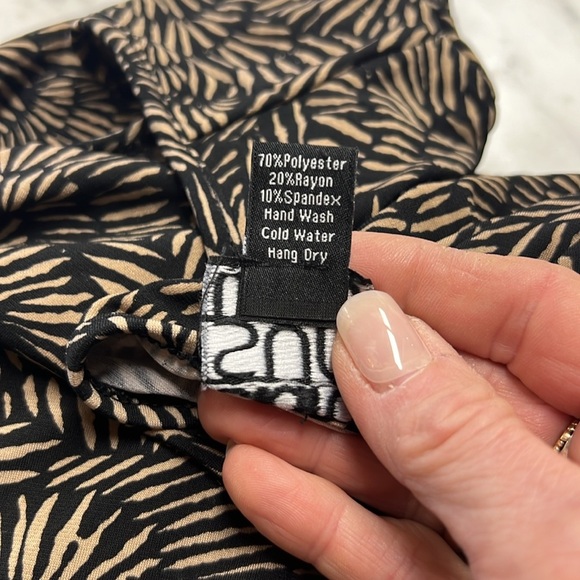 70%Polyester
20%Rayon
10%Spandex
Hand Wash
Cold Water
Hang Dry